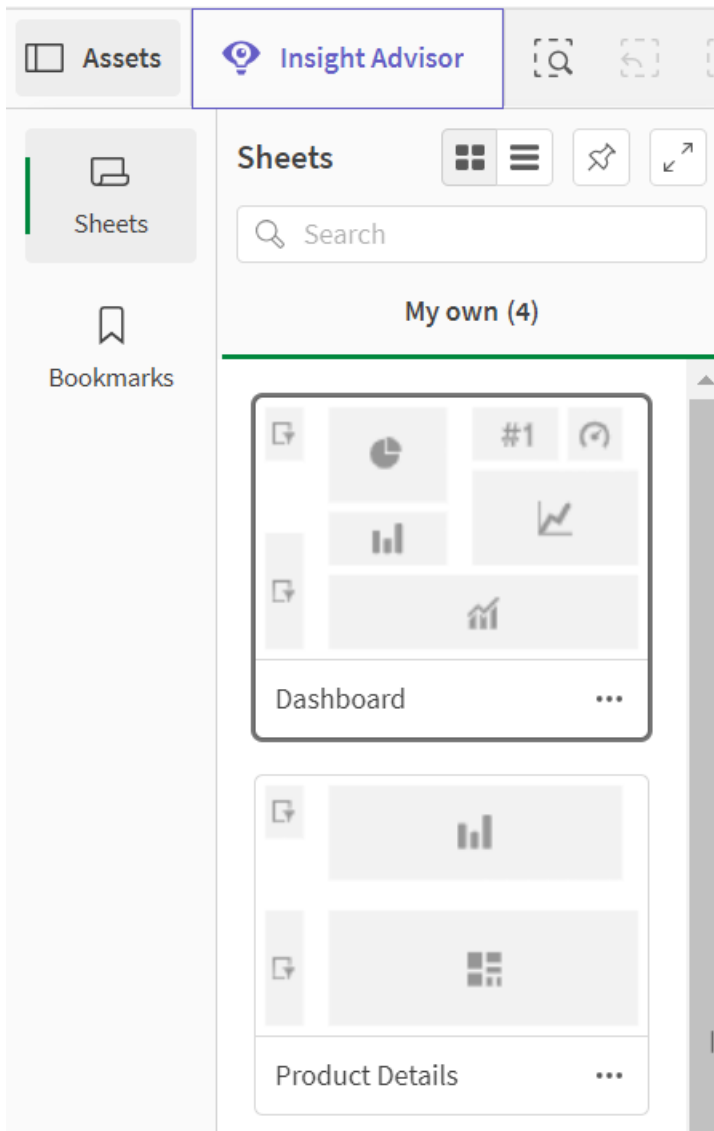 Assets
Insight Advisor
Sheets
Sheets
Search
My own (4)
Bookmarks
#1
Dashboard
Product Details